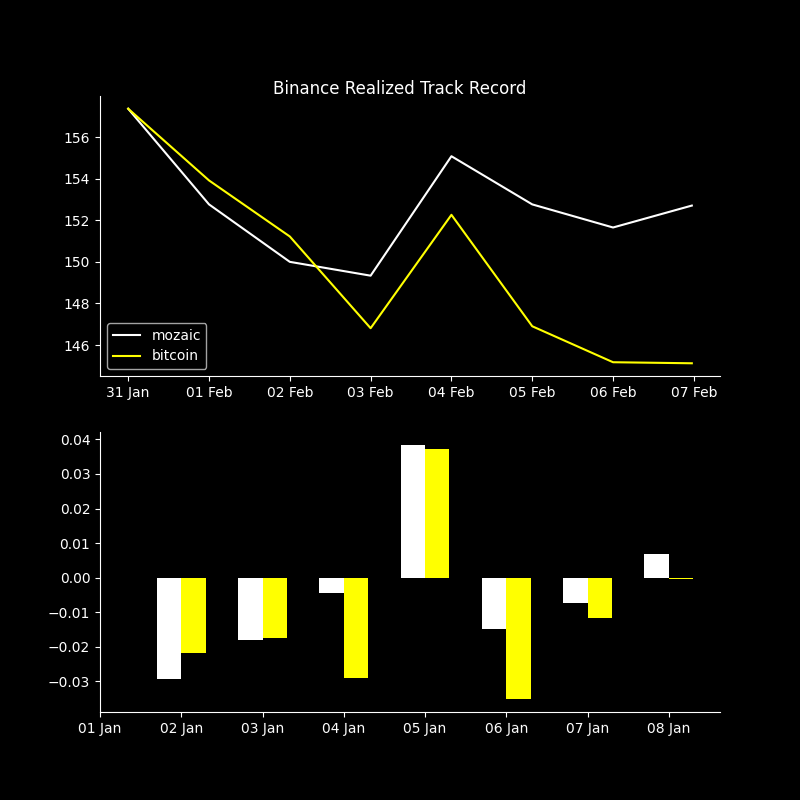 Binance Realized Track Record
156
154
152
150
148
146
mozaic
bitcoin
31 Jan 01 Feb 02 Feb 03 Feb 04 Feb 05 Feb 06 Feb 07 Feb
0.04
0.03
0.02
0.01
0.00
−0.01
−0.02
−0.03
01 Jan 02 Jan 03 Jan 04 Jan 05 Jan 06 Jan 07 Jan 08 Jan